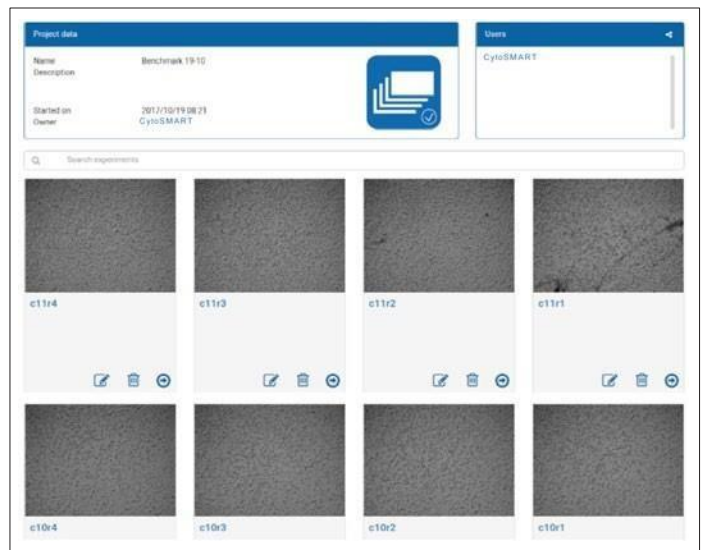 Project data
Users
Name Benchmark 19-10
Description
CytoSMART
Started on 2017/10/19 08:21
Owner CytoSMART
Search experiments
c11r4 c11r3 c11r2 c11r1
c10r4 c10r3 c10r2 c10r1